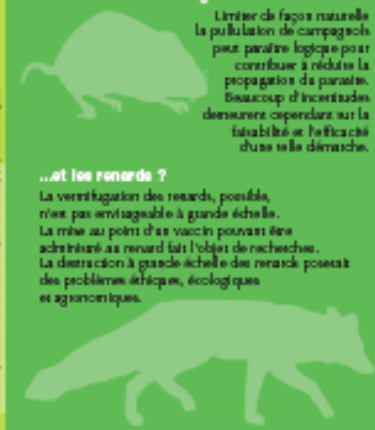 Limiter de façon naturelle
la pullulation de campagnols
peut paraître logique pour
contribuer à réduire la
propagation du parasite.
Beaucoup d'incertitudes
demeurent cependant sur la
faisabilité et l'efficacité
d'une telle démarche.
...et les renards ?
La vermifugation des renards, possible,
n'est pas envisageable à grande échelle.
La mise au point d'un vaccin pouvant être
administré au renard fait l'objet de recherches.
La destruction à grande échelle des renards poserait
des problèmes éthiques, écologiques
et agronomiques.